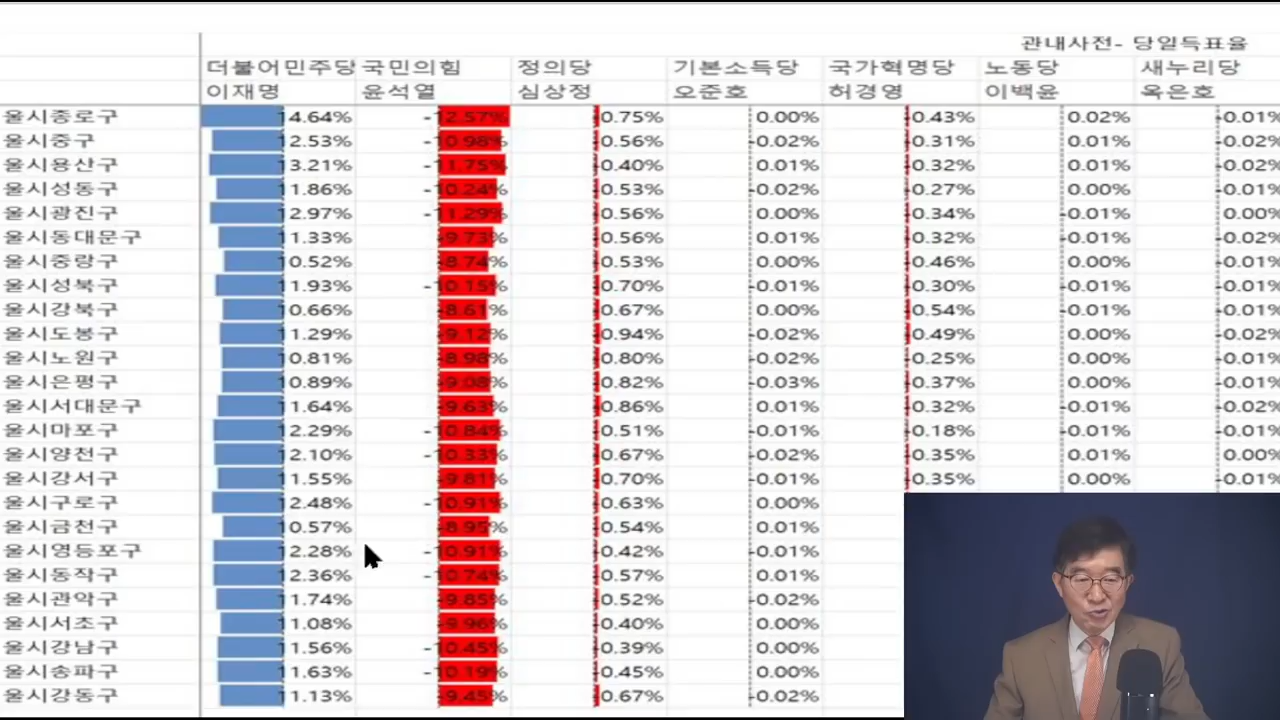 관내사전- 당일득표율
더불어민주당 국민의힘 정의당 기본소득당 국가혁명당 노동당 새누리당
이재명 윤석열 심상정 오준호 허경영 이백윤 옥은호
울시종로구 14.64% -12.57% -0.75% 0.00% -0.43% 0.02% -0.01%
울시중구 12.53% -10.98% -0.56% -0.02% -0.31% 0.01% -0.02%
울시용산구 13.21% -11.75% -0.40% 0.01% -0.32% 0.01% -0.02%
울시성동구 11.86% -10.24% -0.53% -0.02% -0.27% 0.00% -0.01%
울시광진구 12.97% -11.29% -0.56% 0.00% -0.34% -0.01% 0.00%
울시동대문구 11.33% -9.73% -0.56% 0.01% -0.32% -0.01% -0.02%
울시중랑구 10.52% -8.74% -0.53% 0.00% -0.46% -0.01% -0.01%
울시성북구 11.93% -10.15% -0.70% -0.01% -0.30% -0.01% -0.01%
울시강북구 10.66% -8.61% -0.67% 0.00% -0.54% -0.01% -0.01%
울시도봉구 11.29% -9.12% -0.94% -0.02% -0.49% 0.00% -0.02%
울시노원구 10.81% -8.98% -0.80% -0.02% -0.25% 0.00% -0.01%
울시은평구 10.89% -9.08% -0.82% -0.03% -0.37% 0.00% -0.01%
울시서대문구 11.64% -9.63% -0.86% 0.01% -0.32% -0.01% -0.02%
울시마포구 12.29% -10.84% -0.51% -0.01% -0.18% -0.01% -0.01%
울시양천구 12.10% -10.33% -0.67% -0.02% -0.35% 0.01% 0.00%
울시강서구 11.55% -9.81% -0.70% -0.01% -0.35% 0.00% -0.01%
울시구로구 12.48% -10.91% -0.63% 0.00%
울시금천구 10.57% -8.95% -0.54% 0.01%
울시영등포구 12.28% -10.91% -0.42% -0.01%
울시동작구 12.36% -10.74% -0.57% 0.01%
울시관악구 11.74% -9.85% -0.52% -0.02%
울시서초구 11.08% -9.96% -0.40% 0.00%
울시강남구 11.56% -10.45% -0.39% 0.00%
울시송파구 11.63% -10.19% -0.45% 0.00%
울시강동구 11.13% -9.45% -0.67% -0.02%